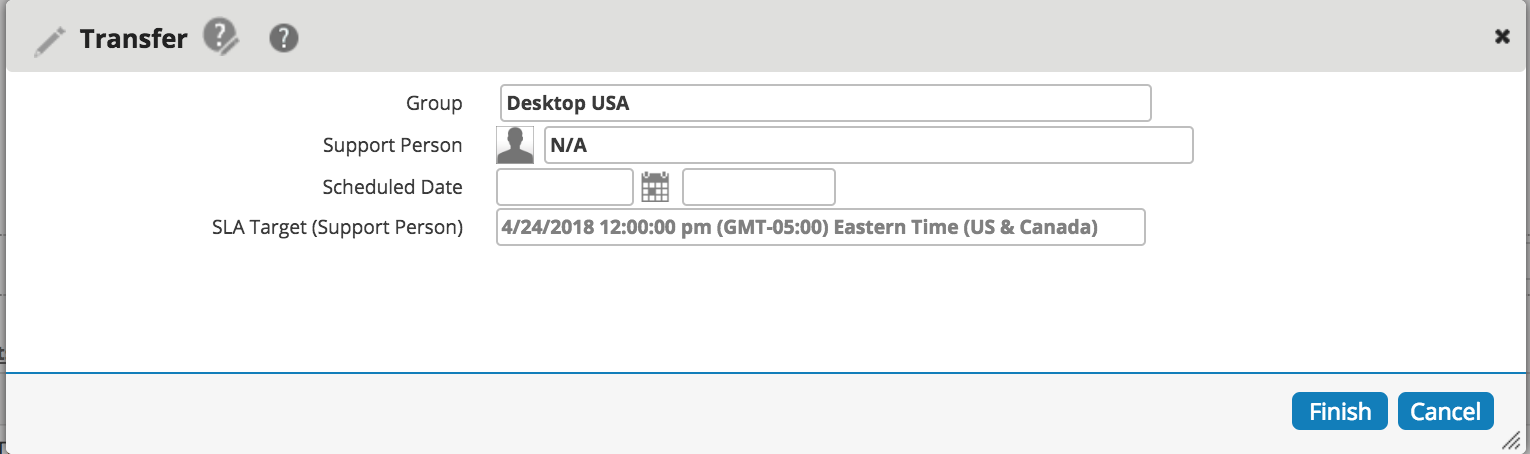 Transfer
Group Desktop USA
Support Person N/A
Scheduled Date
SLA Target (Support Person) 4/24/2018 12:00:00 pm (GMT-05:00) Eastern Time (US & Canada)
Finish Cancel